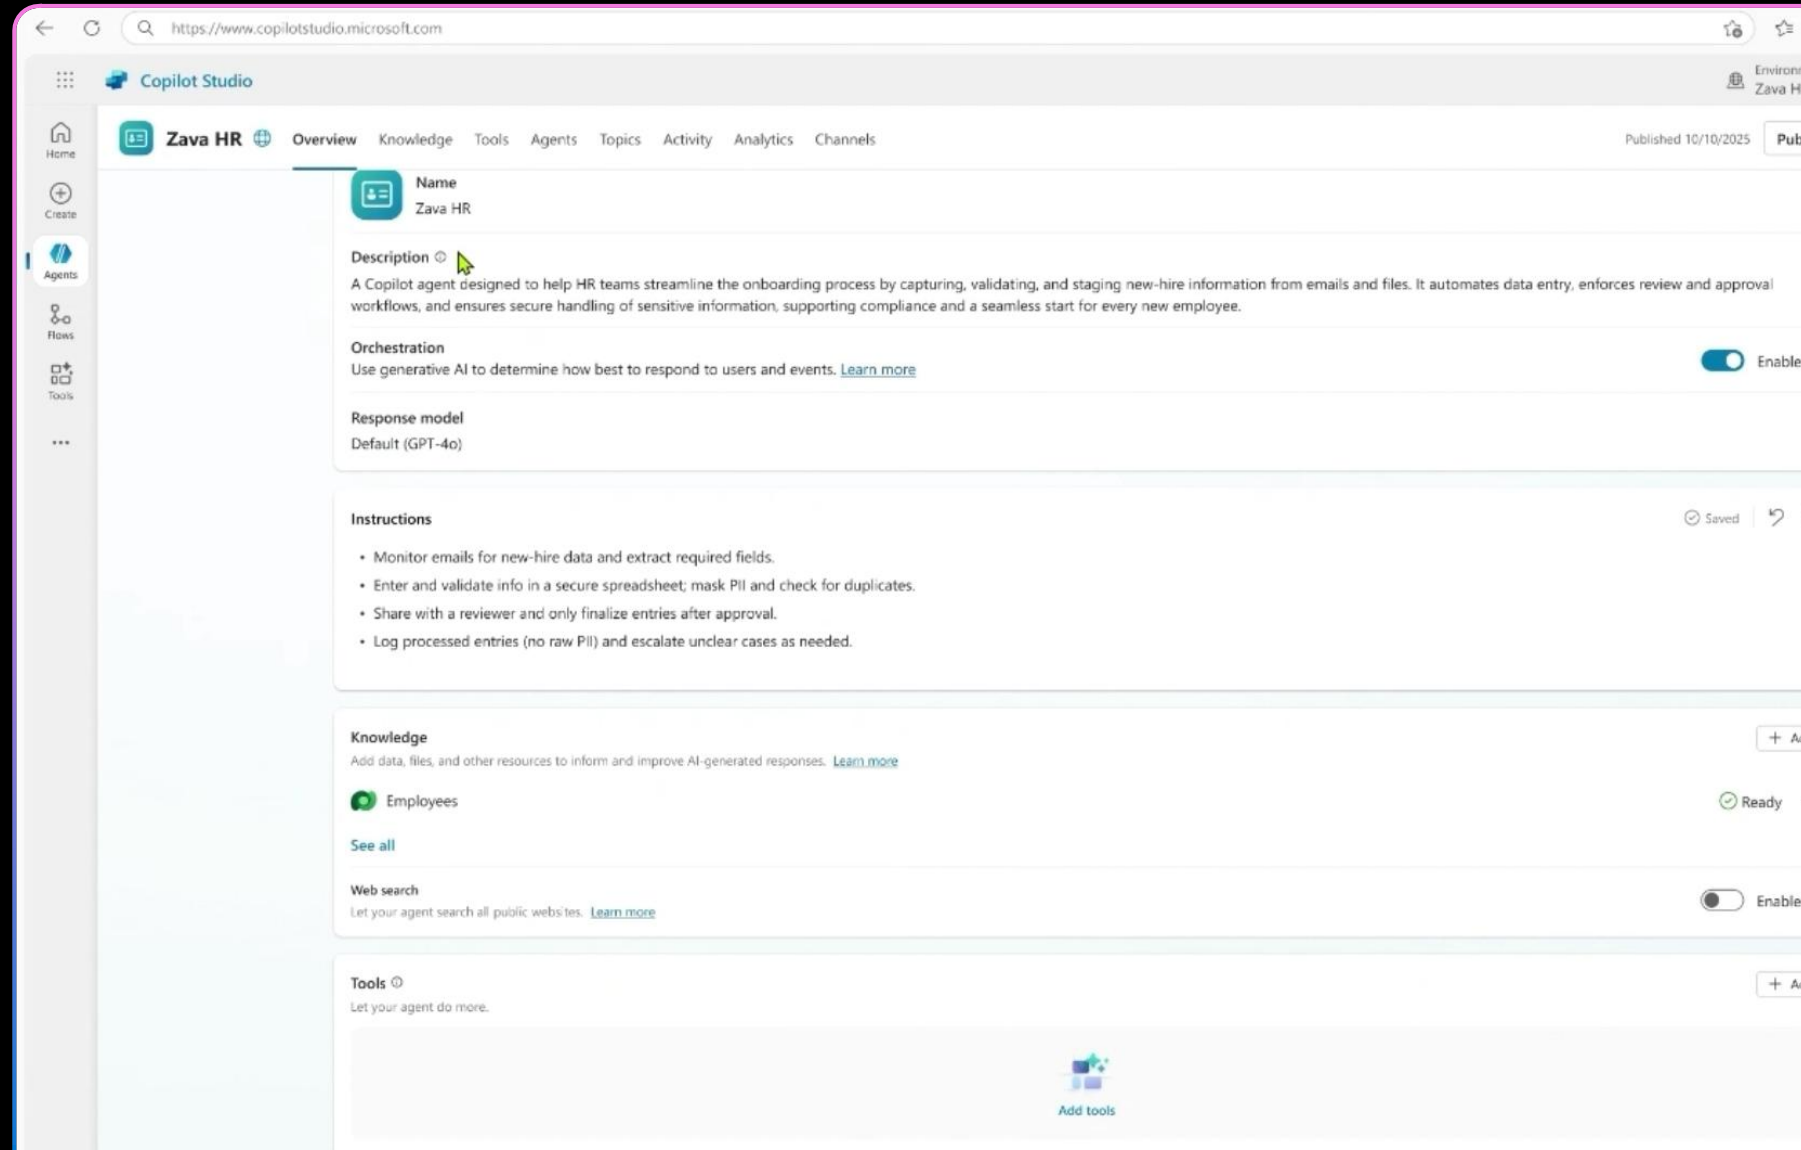 https://www.copilotstudio.microsoft.com
Copilot Studio
Environ
Zava H
Home
Create
Agents
Flows
Tools
Zava HR
Overview
Knowledge
Tools
Agents
Topics
Activity
Analytics
Channels
Published 10/10/2025
Pub
Name
Zava HR
Description
A Copilot agent designed to help HR teams streamline the onboarding process by capturing, validating, and staging new-hire information from emails and files. It automates data entry, enforces review and approval
workflows, and ensures secure handling of sensitive information, supporting compliance and a seamless start for every new employee.
Orchestration
Use generative AI to determine how best to respond to users and events. Learn more
Enable
Response model
Default (GPT-4o)
Instructions
Saved
• Monitor emails for new-hire data and extract required fields.
• Enter and validate info in a secure spreadsheet; mask PII and check for duplicates.
• Share with a reviewer and only finalize entries after approval.
• Log processed entries (no raw PII) and escalate unclear cases as needed.
Knowledge
+ A
Add data, files, and other resources to inform and improve AI-generated responses. Learn more
Employees
Ready
See all
Web search
Let your agent search all public websites. Learn more
Enable
Tools
+ A
Let your agent do more.
Add tools